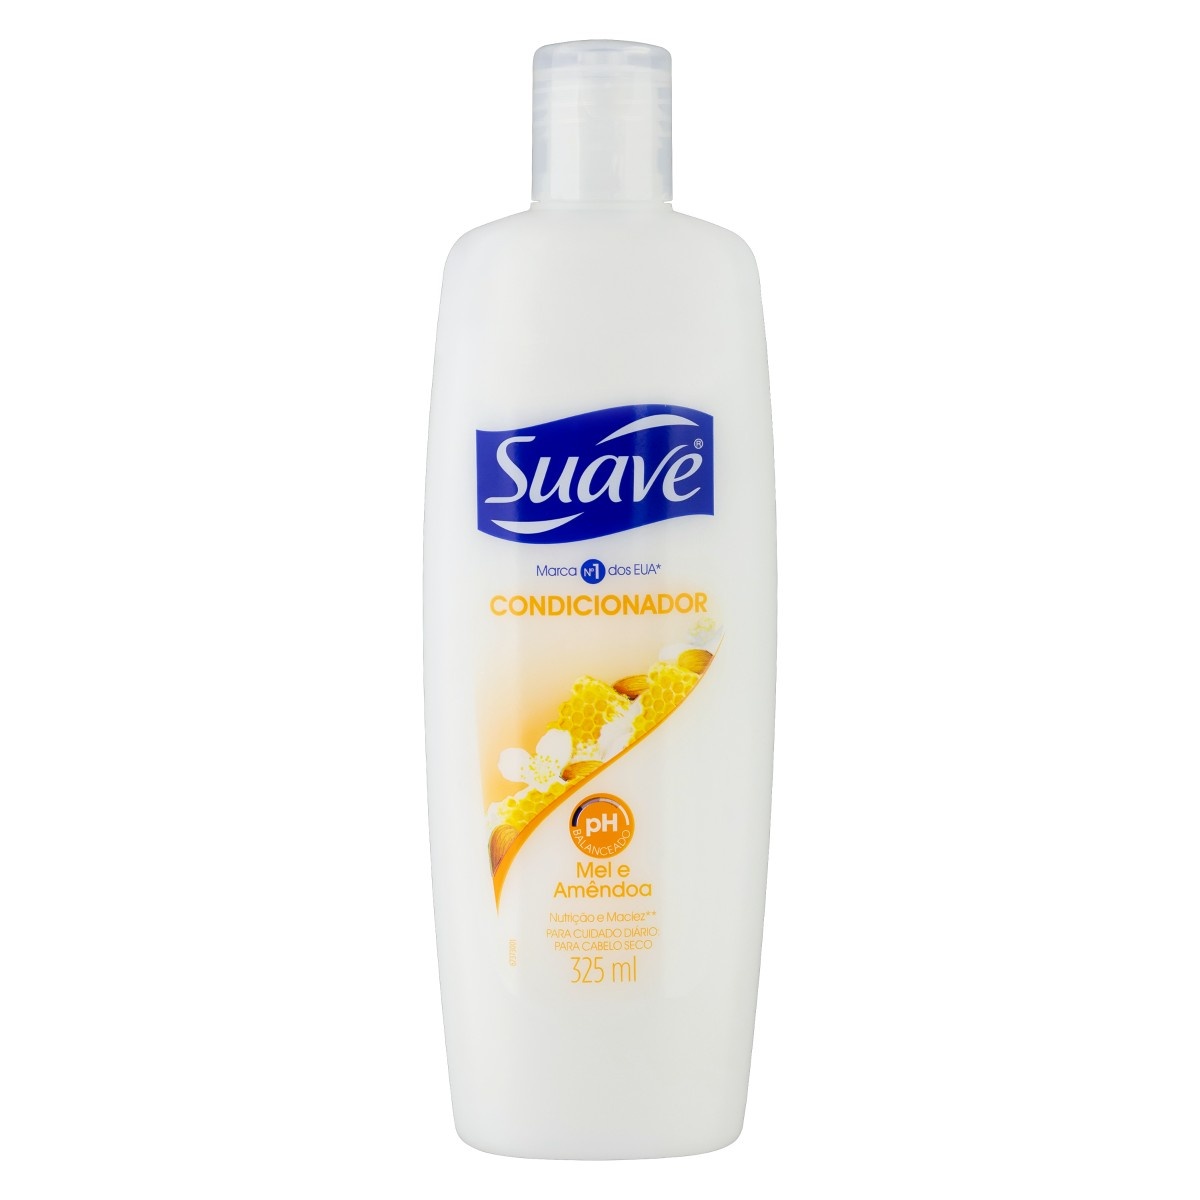 Suave®
Marca Nº1 dos EUA*
CONDICIONADOR
pH
BALANCEADO
Mel e
Amêndoa
Nutrição e Maciez**
PARA CUIDADO DIÁRIO:
PARA CABELO SECO
325 ml